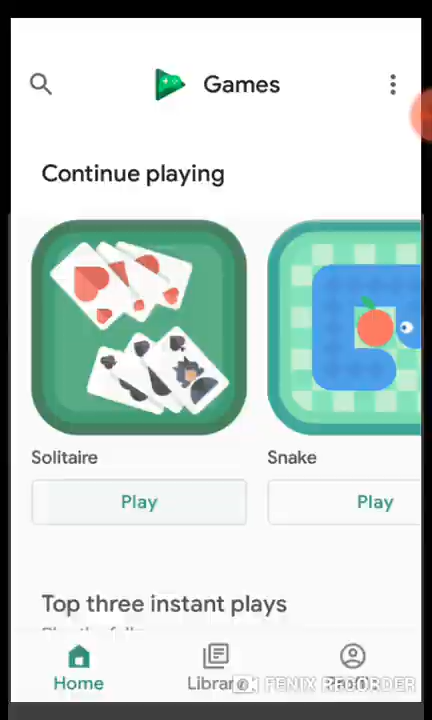 Games
Continue playing
Solitaire
Snake
Play
Play
Top three instant plays
Home
FENIX RECORDER